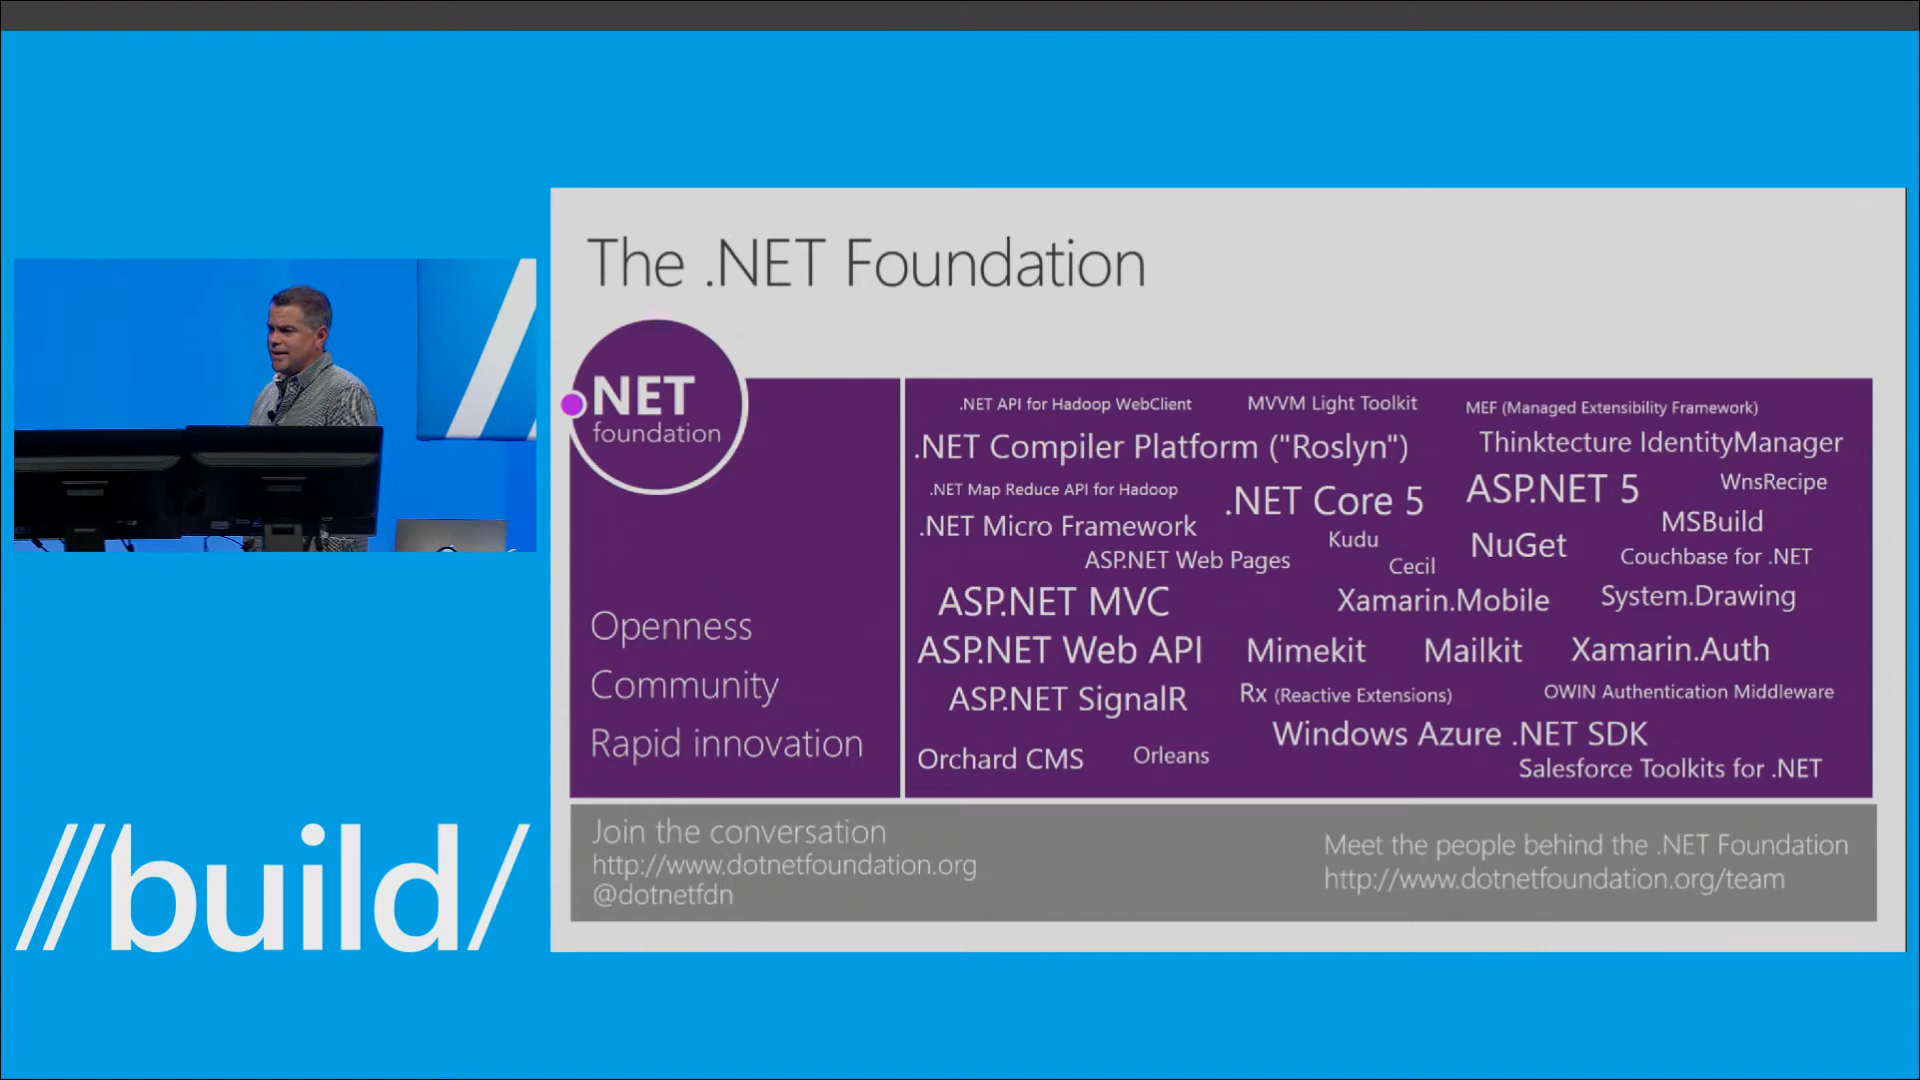 The .NET Foundation
.NET
foundation
Openness
Community
Rapid innovation
.NET API for Hadoop WebClient
MVVM Light Toolkit
MEF (Managed Extensibility Framework)
.NET Compiler Platform ("Roslyn")
Thinktecture IdentityManager
.NET Map Reduce API for Hadoop
.NET Core 5
ASP.NET 5
WnsRecipe
.NET Micro Framework
Kudu
NuGet
MSBuild
ASP.NET Web Pages
Cecil
Couchbase for .NET
ASP.NET MVC
Xamarin.Mobile
System.Drawing
ASP.NET Web API
Mimekit
Mailkit
Xamarin.Auth
ASP.NET SignalR
Rx (Reactive Extensions)
OWIN Authentication Middleware
Windows Azure .NET SDK
Orchard CMS
Orleans
Salesforce Toolkits for .NET
Join the conversation
http://www.dotnetfoundation.org
@dotnetfdn
Meet the people behind the .NET Foundation
http://www.dotnetfoundation.org/team
//build/